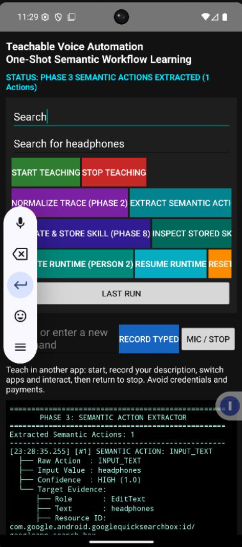 11:29
Teachable Voice Automation
One-Shot Semantic Workflow Learning
STATUS: PHASE 3 SEMANTIC ACTIONS EXTRACTED (1
Actions)
Search
Search for headphones
START TEACHING STOP TEACHING
NORMALIZE TRACE (PHASE 2) EXTRACT SEMANTIC ACTI
ATE & STORE SKILL (PHASE 8) INSPECT STORED SK
TE RUNTIME (PERSON 2) RESUME RUNTIME RESET
LAST RUN
or enter a new
and
RECORD TYPED MIC / STOP
Teach in another app: start, record your description, switch
apps and interact, then return to stop. Avoid credentials and
payments.
PHASE 3: SEMANTIC ACTION EXTRACTOR
Extracted Semantic Actions: 1
[23:28:35.255] [#1] SEMANTIC ACTION: INPUT_TEXT
├── Raw Action : INPUT_TEXT
├── Input Value : headphones
├── Confidence : HIGH (1.0)
└── Target Evidence:
├── Role : EditText
├── Text : headphones
├── Resource ID:
com.google.android.googlequicksearchbox:id/